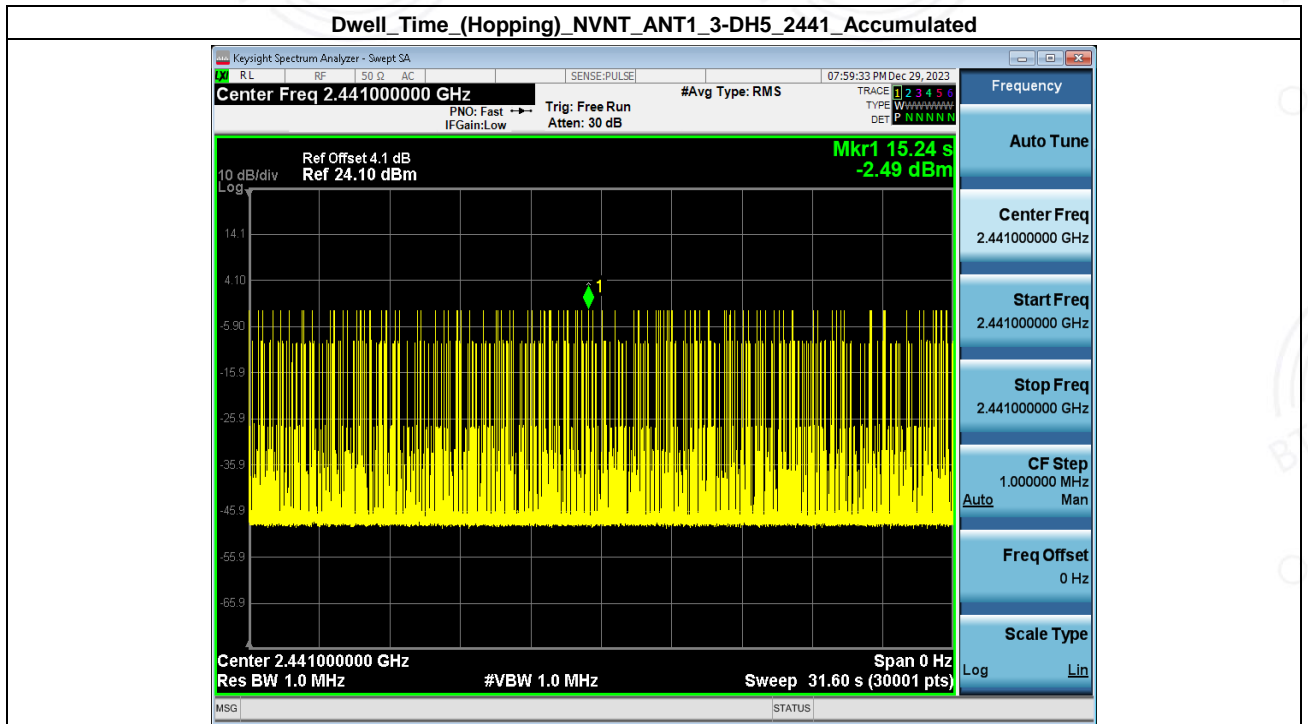 Dwell_Time_(Hopping)_NVNT_ANT1_3-DH5_2441_Accumulated
Keysight Spectrum Analyzer - Swept SA
LXI RL RF 50 Ω AC SENSE:PULSE 07:59:33 PM Dec 29, 2023
Center Freq 2.441000000 GHz
PNO: Fast
IFGain:Low
Trig: Free Run
Atten: 30 dB
#Avg Type: RMS
TRACE 1 2 3 4 5 6
TYPE WWWWWW
DET P N N N N N
Mkr1 15.24 s
-2.49 dBm
Ref Offset 4.1 dB
10 dB/div Ref 24.10 dBm
Log
14.1
4.10
-5.90
-15.9
-25.9
-35.9
-45.9
-55.9
-65.9
1
Center 2.441000000 GHz Span 0 Hz
Res BW 1.0 MHz #VBW 1.0 MHz Sweep 31.60 s (30001 pts)
MSG STATUS
Frequency
Auto Tune
Center Freq
2.441000000 GHz
Start Freq
2.441000000 GHz
Stop Freq
2.441000000 GHz
CF Step
1.000000 MHz
Auto Man
Freq Offset
0 Hz
Scale Type
Log Lin